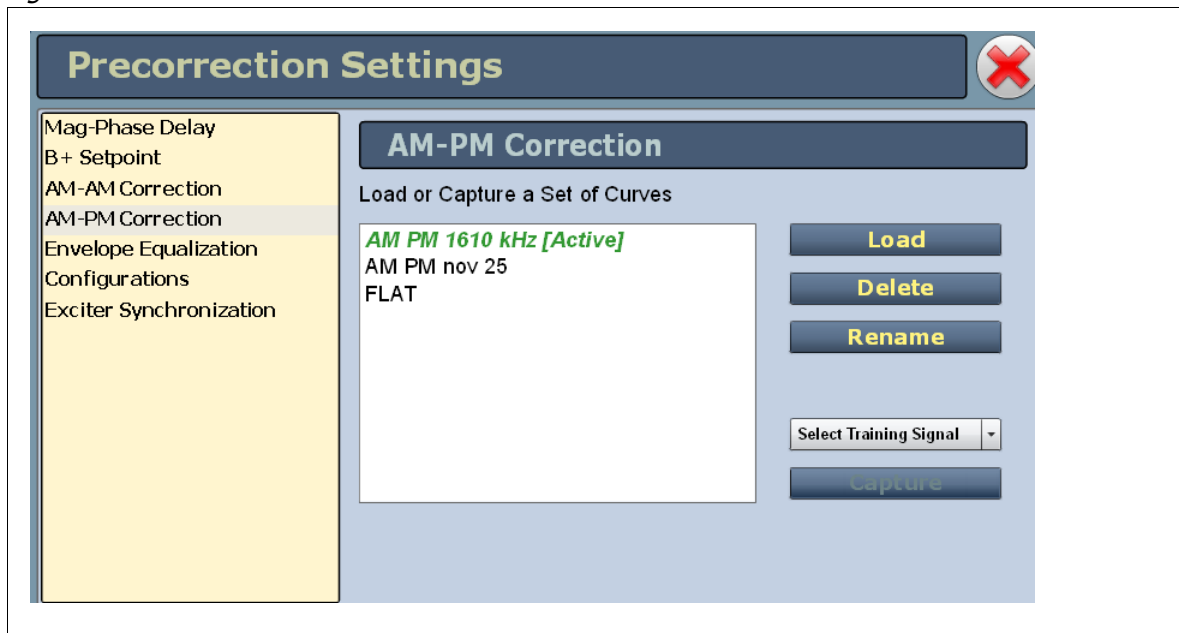 Precorrection Settings
Mag-Phase Delay
B+ Setpoint
AM-AM Correction
AM-PM Correction
Envelope Equalization
Configurations
Exciter Synchronization
AM-PM Correction
Load or Capture a Set of Curves
AM PM 1610 kHz [Active]
AM PM nov 25
FLAT
Load
Delete
Rename
Select Training Signal
Capture